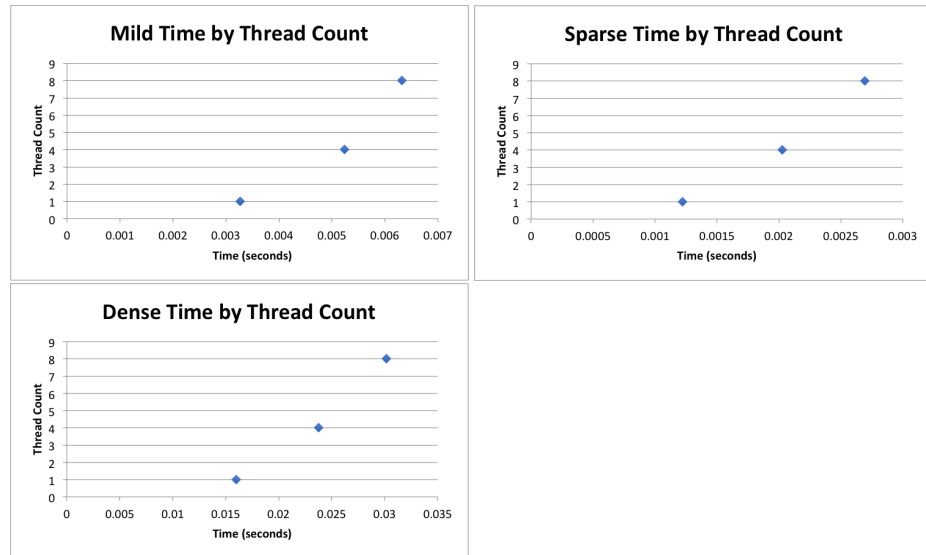 Mild Time by Thread Count
9
8
7
6
5
4
3
2
1
0
Thread Count
0 0.001 0.002 0.003 0.004 0.005 0.006 0.007
Time (seconds)
Sparse Time by Thread Count
9
8
7
6
5
4
3
2
1
0
Thread Count
0 0.0005 0.001 0.0015 0.002 0.0025 0.003
Time (seconds)
Dense Time by Thread Count
9
8
7
6
5
4
3
2
1
0
Thread Count
0 0.005 0.01 0.015 0.02 0.025 0.03 0.035
Time (seconds)